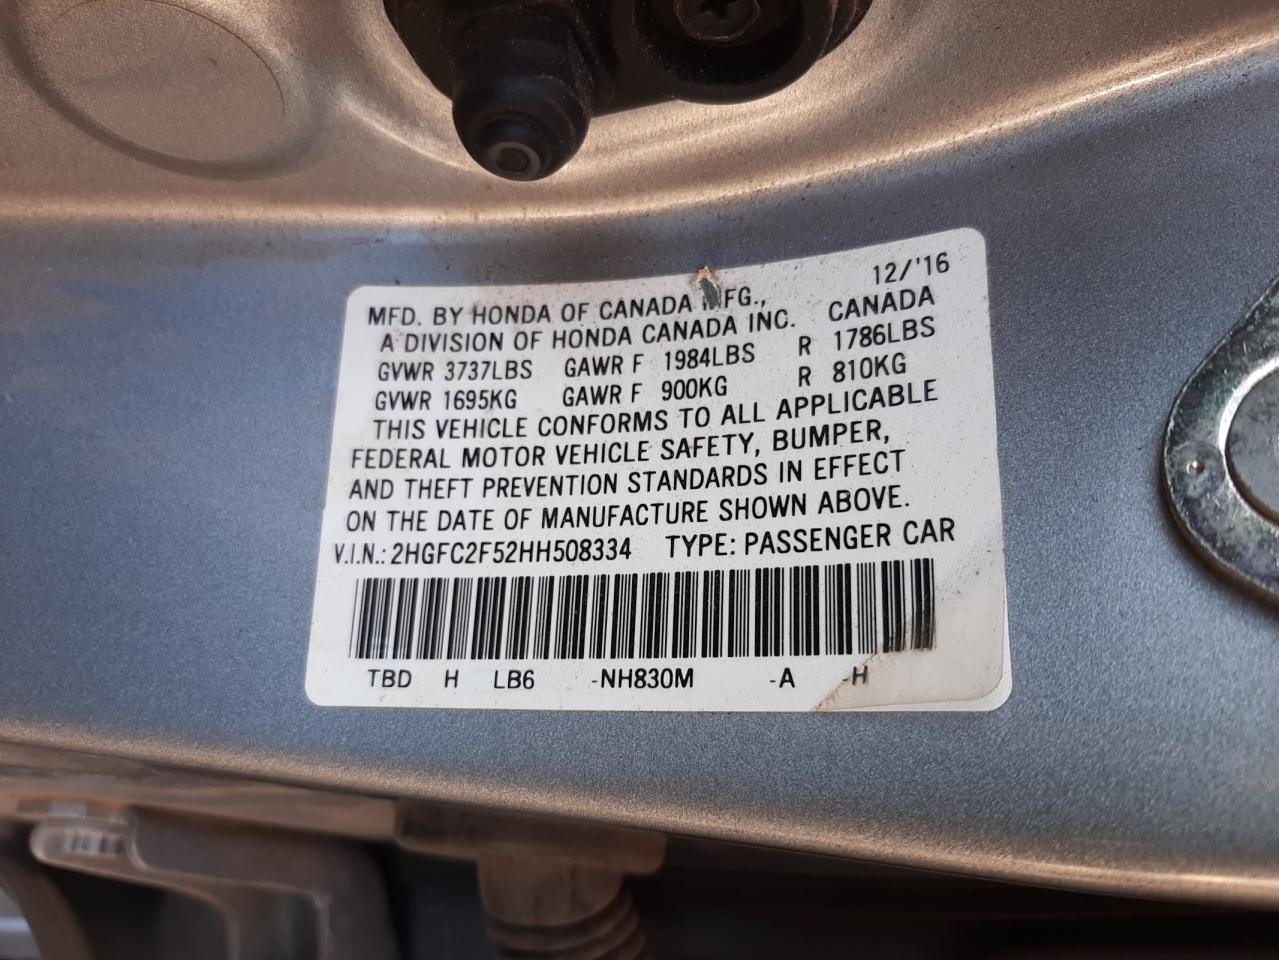 12/'16
MFD. BY HONDA OF CANADA MFG.,
A DIVISION OF HONDA CANADA INC. CANADA
GVWR 3737LBS GAWR F 1984LBS R 1786LBS
GVWR 1695KG GAWR F 900KG R 810KG
THIS VEHICLE CONFORMS TO ALL APPLICABLE
FEDERAL MOTOR VEHICLE SAFETY, BUMPER,
AND THEFT PREVENTION STANDARDS IN EFFECT
ON THE DATE OF MANUFACTURE SHOWN ABOVE.
V.I.N.: 2HGFC2F52HH508334 TYPE: PASSENGER CAR
TBD H LB6 -NH830M -A -H